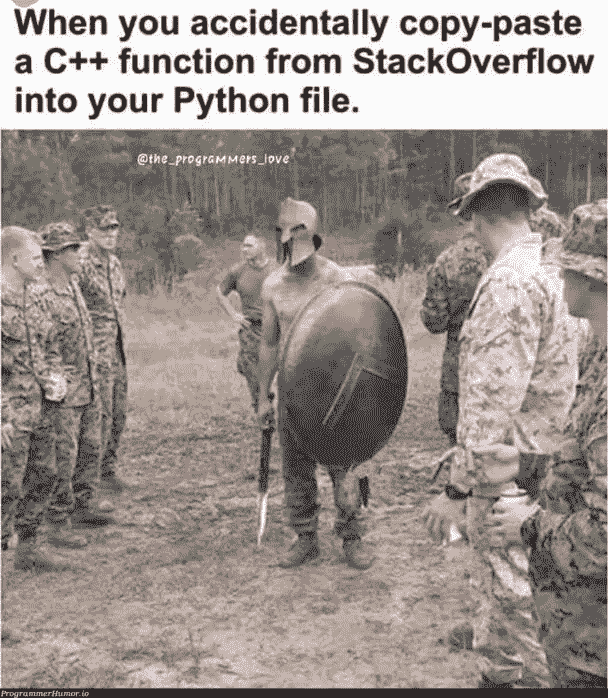 When you accidentally copy-paste
a C++ function from StackOverflow
into your Python file.
@the_programmers_love
ProgrammerHumor.io